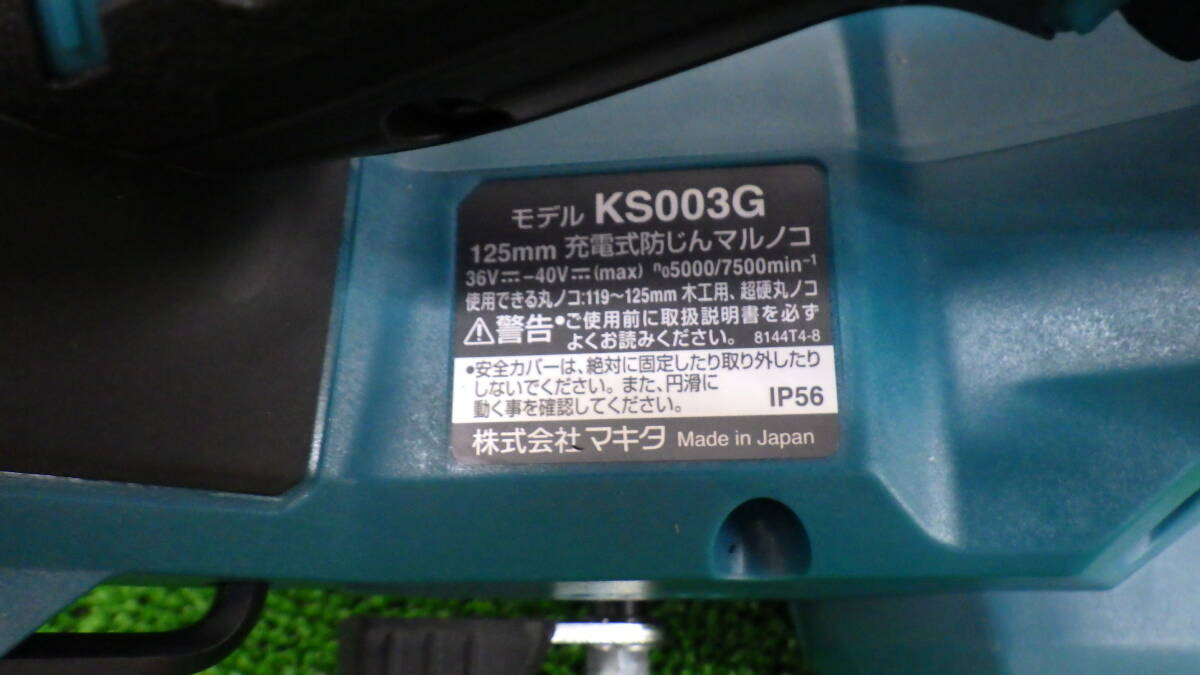 モデル KS003G
125mm 充電式防じんマルノコ
36V⎓-40V⎓(max) n₀5000/7500min⁻¹
使用できる丸ノコ:119～125mm 木工用、超硬丸ノコ
⚠警告 •ご使用前に取扱説明書を必ず
よくお読みください。 8144T4-8
•安全カバーは、絶対に固定したり取り外したり
しないでください。また、円滑に
動く事を確認してください。 IP56
株式会社 マキタ Made in Japan